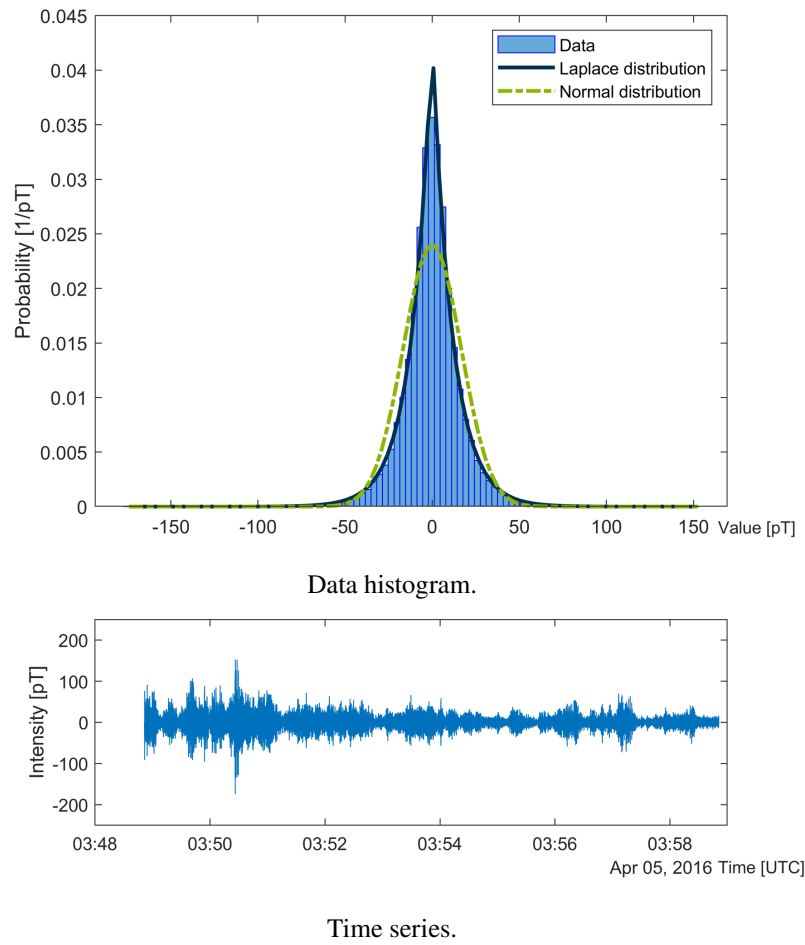 0.045
0.04
0.035
0.03
0.025
0.02
0.015
0.01
0.005
0
Probability [1/pT]
Data
Laplace distribution
Normal distribution
-150 -100 -50 0 50 100 150 Value [pT]
Data histogram.
200
100
0
-100
-200
Intensity [pT]
03:48 03:50 03:52 03:54 03:56 03:58
Apr 05, 2016 Time [UTC]
Time series.